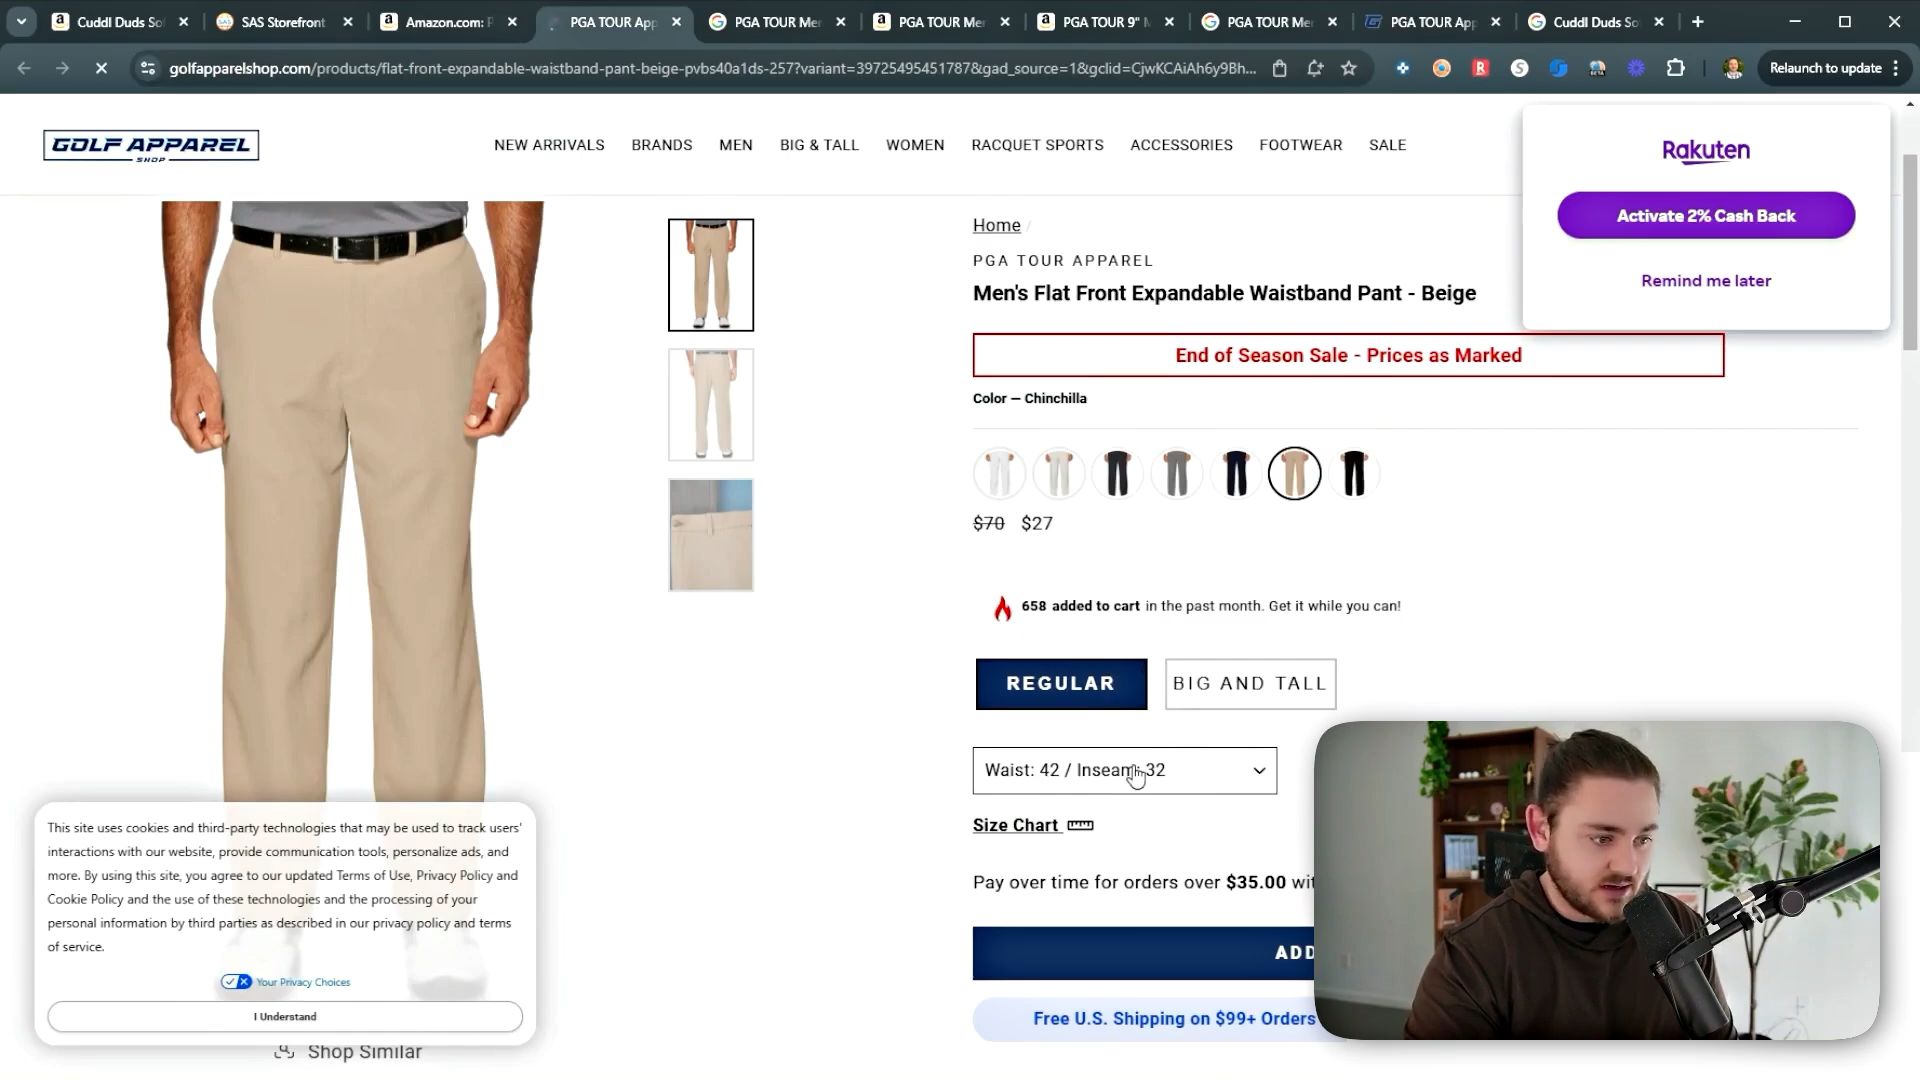 Cuddl Duds So
SAS Storefront
Amazon.com: P
PGA TOUR App
PGA TOUR Me
PGA TOUR Me
PGA TOUR 9" M
PGA TOUR Me
PGA TOUR App
Cuddl Duds So
golfapparelshop.com/products/flat-front-expandable-waistband-pant-beige-pvbs40a1ds-257?variant=39725495451787&gad_source=1&gclid=CjwKCAiAh6y9Bh...
Relaunch to update
GOLF APPAREL
SHOP
NEW ARRIVALS
BRANDS
MEN
BIG & TALL
WOMEN
RACQUET SPORTS
ACCESSORIES
FOOTWEAR
SALE
Rakuten
Activate 2% Cash Back
Remind me later
Home /
PGA TOUR APPAREL
Men's Flat Front Expandable Waistband Pant - Beige
End of Season Sale - Prices as Marked
Color — Chinchilla
$70 $27
658 added to cart in the past month. Get it while you can!
REGULAR
BIG AND TALL
Waist: 42 / Inseam: 32
Size Chart
Pay over time for orders over $35.00 wit
ADD
Free U.S. Shipping on $99+ Orders
This site uses cookies and third-party technologies that may be used to track users'
interactions with our website, provide communication tools, personalize ads, and
more. By using this site, you agree to our updated Terms of Use, Privacy Policy and
Cookie Policy and the use of these technologies and the processing of your
personal information by third parties as described in our privacy policy and terms
of service.
Your Privacy Choices
I Understand
Shop Similar